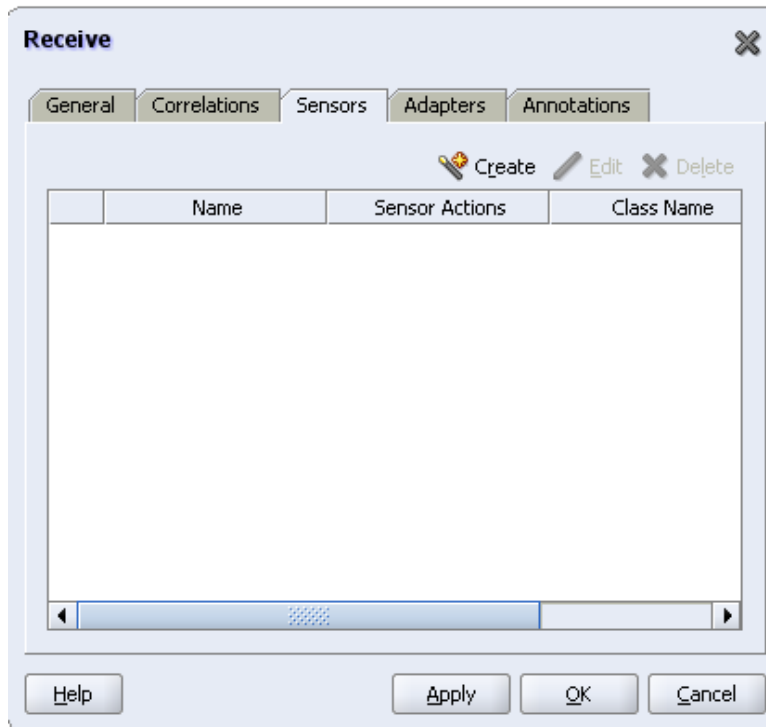 Receive
General Correlations Sensors Adapters Annotations
Create Edit Delete
Name Sensor Actions Class Name
Help Apply OK Cancel